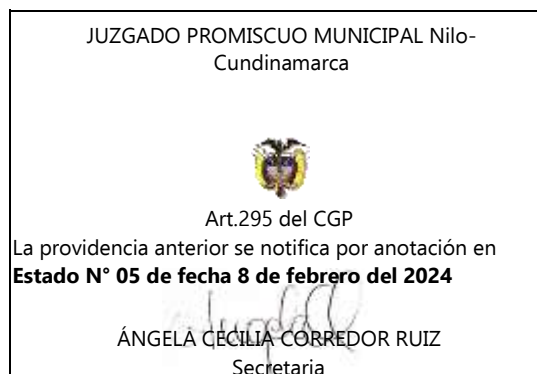 JUZGADO PROMISCUO MUNICIPAL Nilo-
Cundinamarca
Art.295 del CGP
La providencia anterior se notifica por anotación en
Estado N° 05 de fecha 8 de febrero del 2024
ÁNGELA CECILIA CORREDOR RUIZ
Secretaria